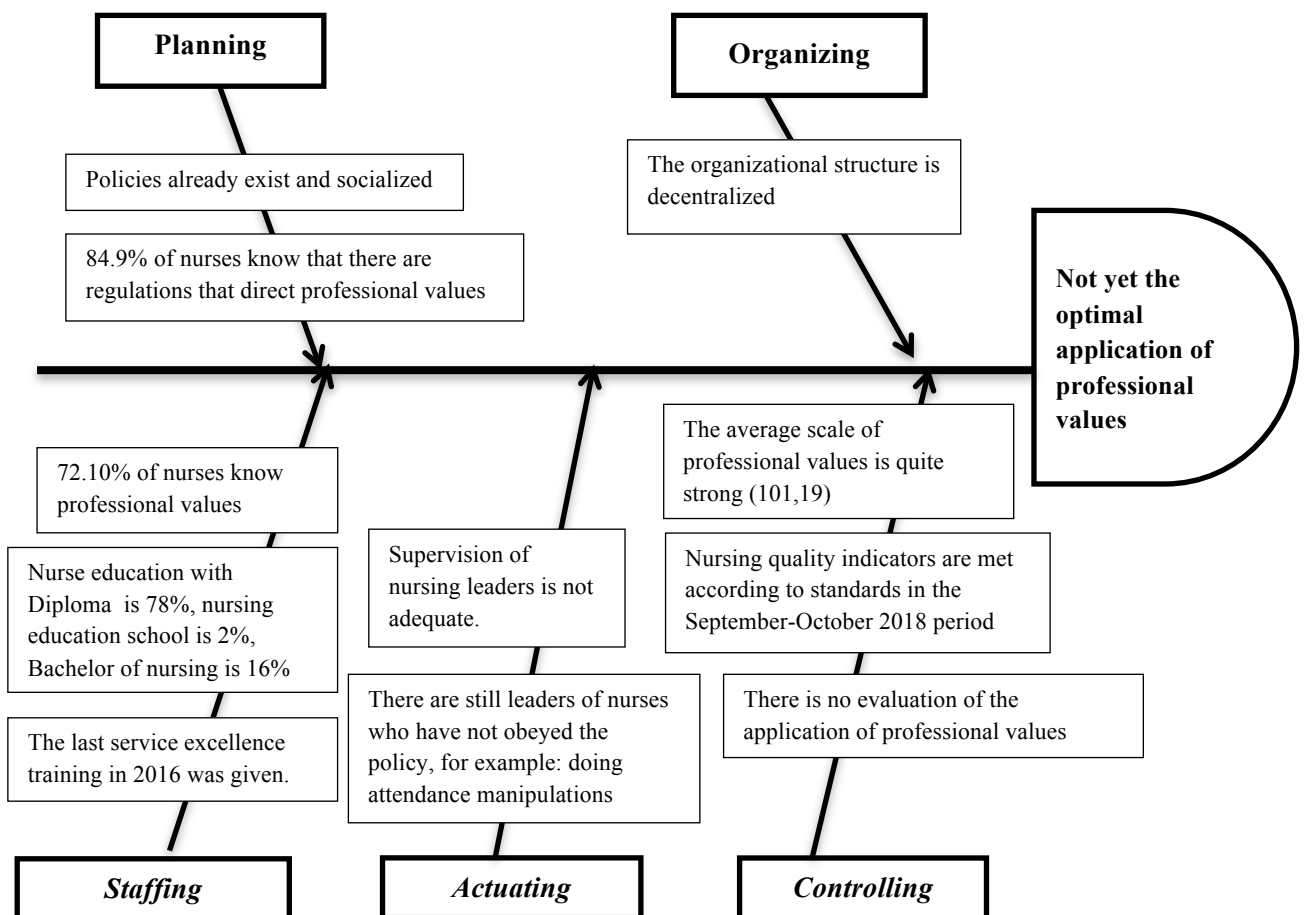 Planning
Organizing
Policies already exist and socialized
84.9% of nurses know that there are
regulations that direct professional values
The organizational structure is
decentralized
Not yet the
optimal
application of
professional
values
72.10% of nurses know
professional values
Nurse education with
Diploma is 78%, nursing
education school is 2%,
Bachelor of nursing is 16%
The last service excellence
training in 2016 was given.
Supervision of
nursing leaders is not
adequate.
There are still leaders of nurses
who have not obeyed the
policy, for example: doing
attendance manipulations
The average scale of
professional values is quite
strong (101,19)
Nursing quality indicators are met
according to standards in the
September-October 2018 period
There is no evaluation of the
application of professional values
Staffing
Actuating
Controlling